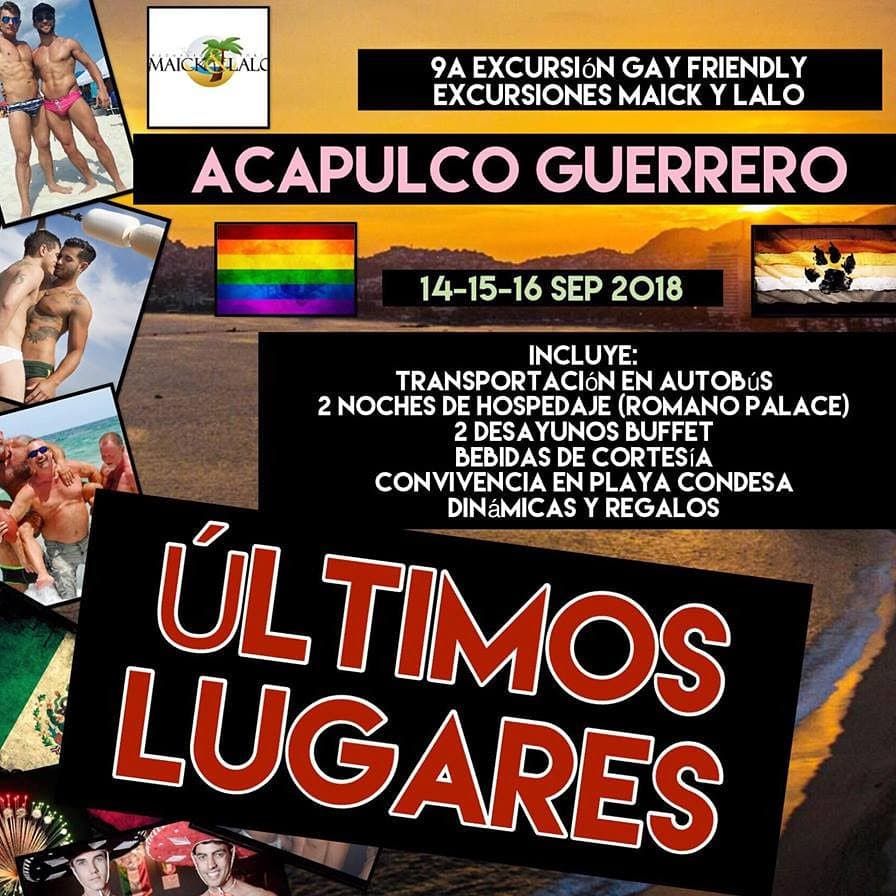 MAICK Y LALO
9A EXCURSIÓN GAY FRIENDLY
EXCURSIONES MAICK Y LALO
ACAPULCO GUERRERO
14-15-16 SEP 2018
INCLUYE:
TRANSPORTACIÓN EN AUTOBÚS
2 NOCHES DE HOSPEDAJE (ROMANO PALACE)
2 DESAYUNOS BUFFET
BEBIDAS DE CORTESÍA
CONVIVENCIA EN PLAYA CONDESA
DINÁMICAS Y REGALOS
ÚLTIMOS
LUGARES